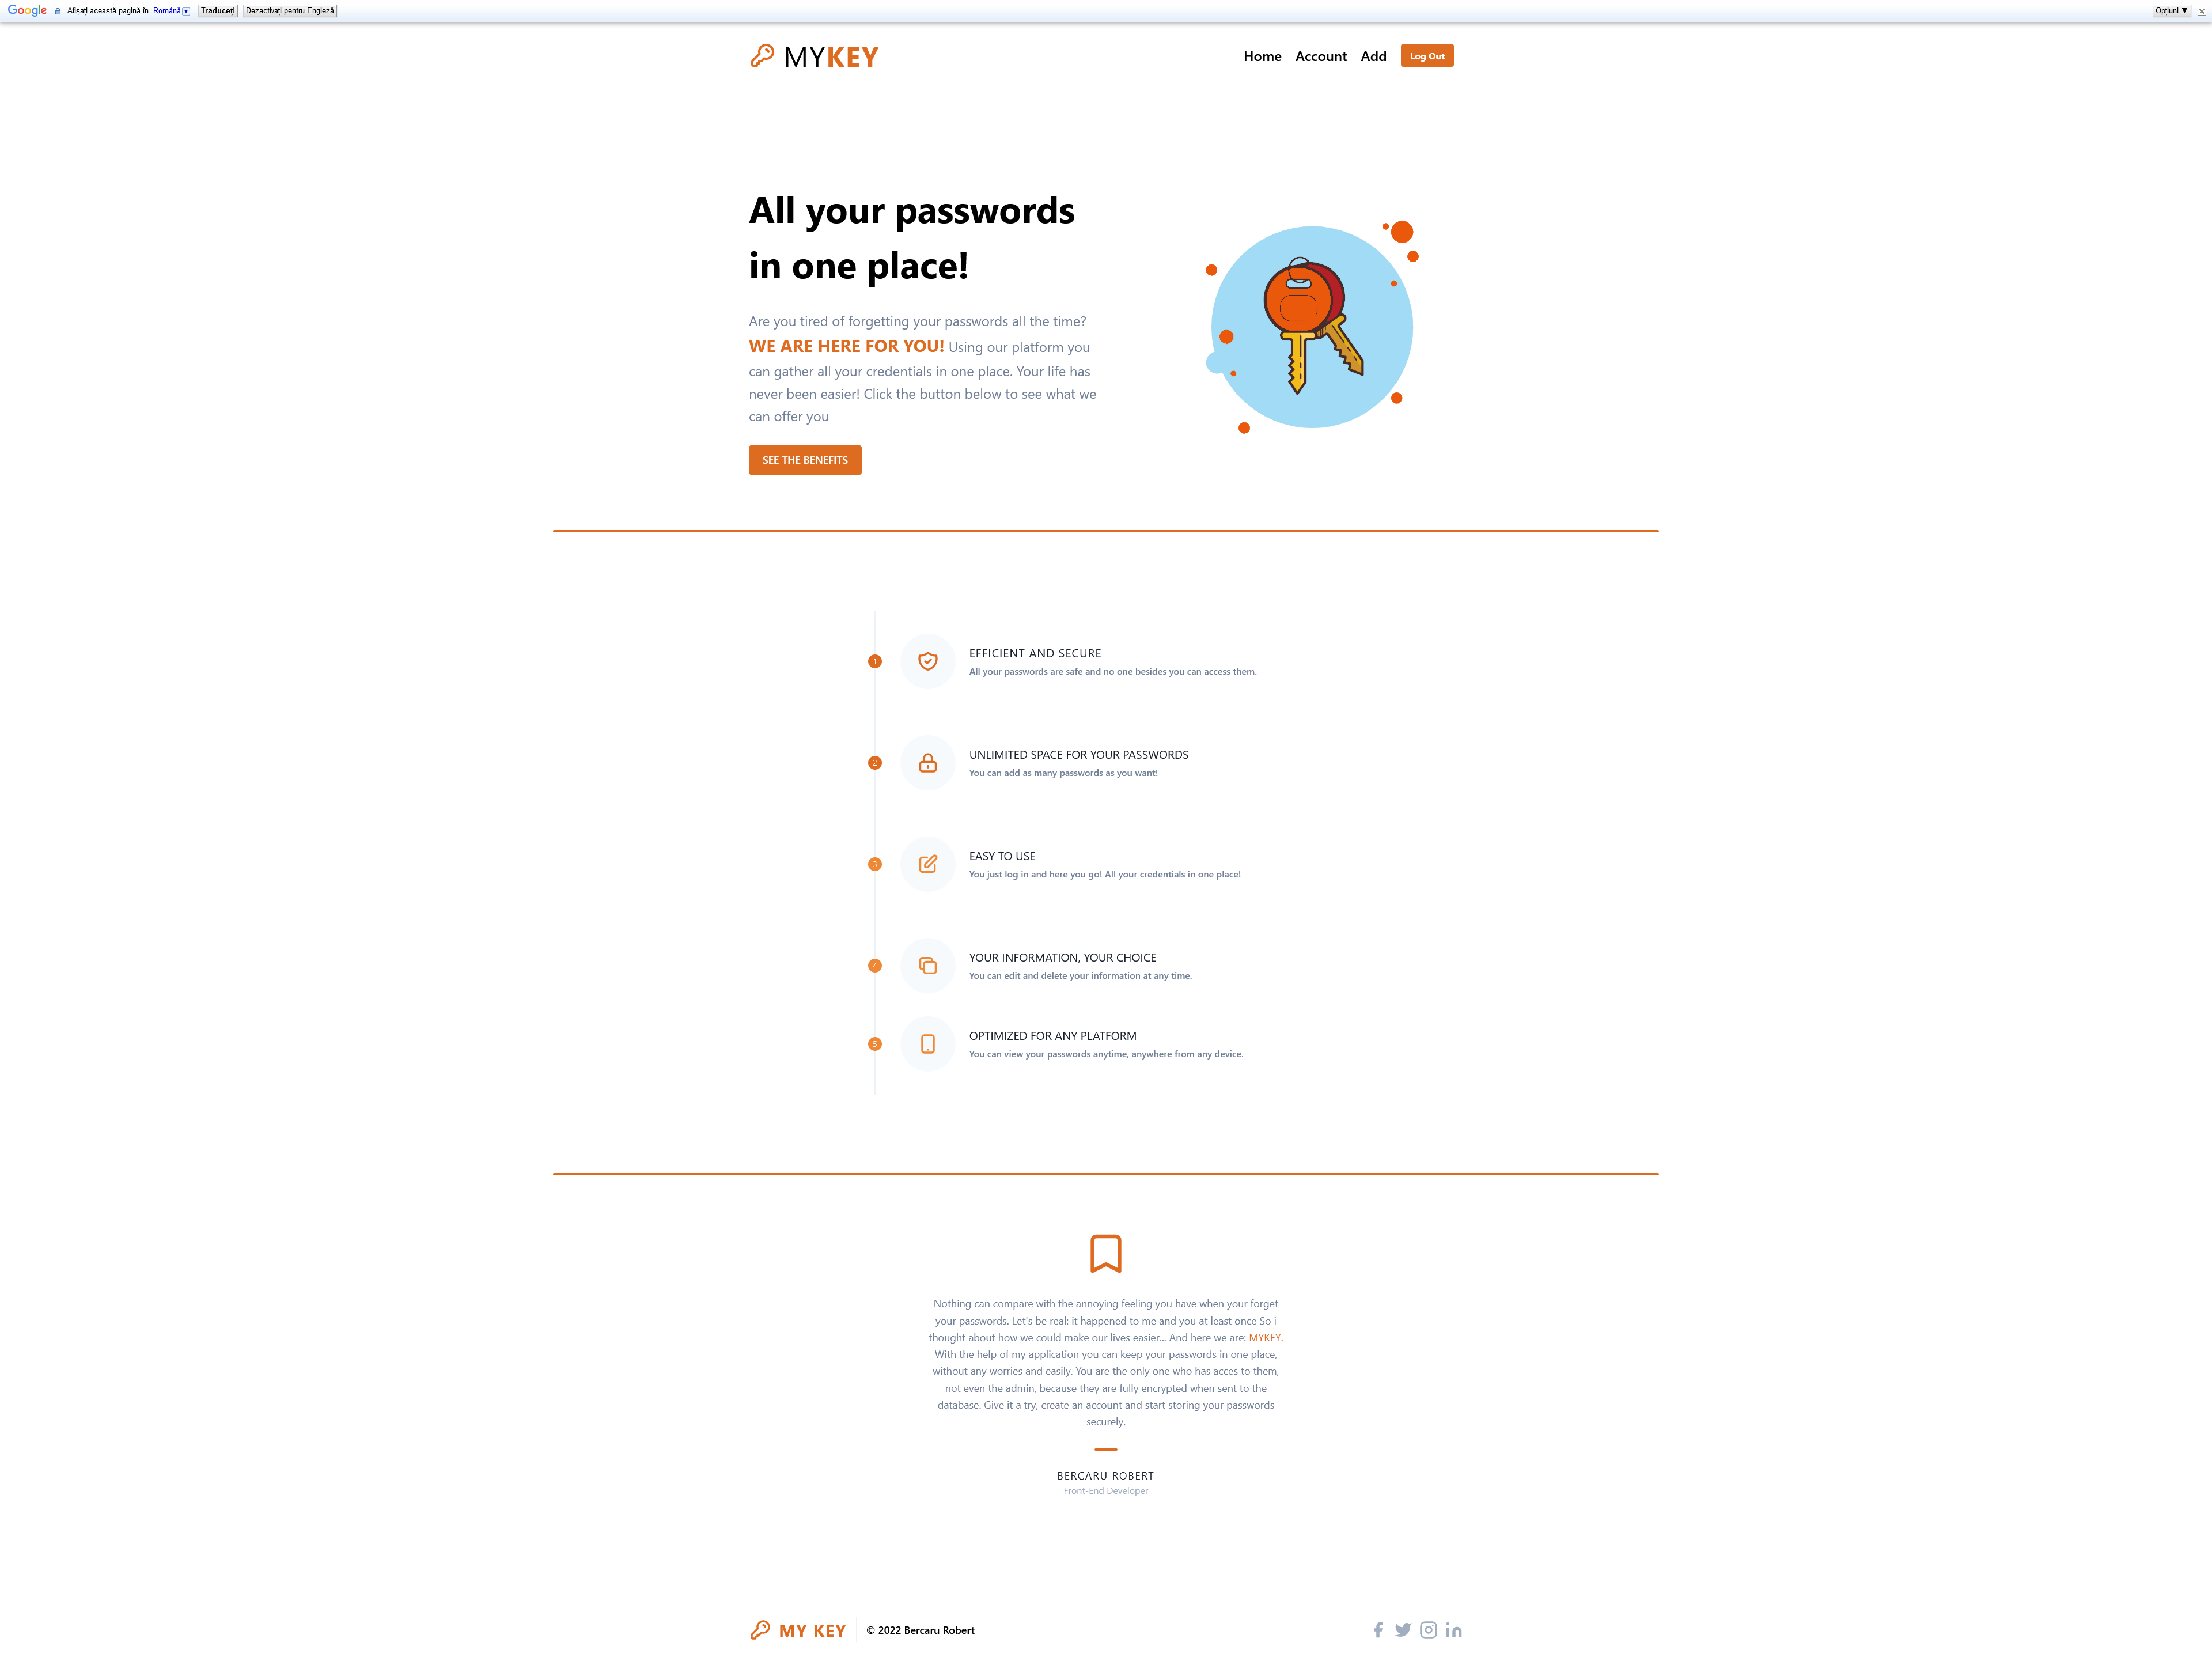 Google Afișați această pagină în Română Traduceți Dezactivați pentru Engleză Opțiuni
MYKEY Home Account Add Log Out
All your passwords
in one place!
Are you tired of forgetting your passwords all the time?
WE ARE HERE FOR YOU! Using our platform you
can gather all your credentials in one place. Your life has
never been easier! Click the button below to see what we
can offer you
SEE THE BENEFITS
1
EFFICIENT AND SECURE
All your passwords are safe and no one besides you can access them.
2
UNLIMITED SPACE FOR YOUR PASSWORDS
You can add as many passwords as you want!
3
EASY TO USE
You just log in and here you go! All your credentials in one place!
4
YOUR INFORMATION, YOUR CHOICE
You can edit and delete your information at any time.
5
OPTIMIZED FOR ANY PLATFORM
You can view your passwords anytime, anywhere from any device.
Nothing can compare with the annoying feeling you have when your forget
your passwords. Let's be real: it happened to me and you at least once So i
thought about how we could make our lives easier... And here we are: MYKEY.
With the help of my application you can keep your passwords in one place,
without any worries and easily. You are the only one who has acces to them,
not even the admin, because they are fully encrypted when sent to the
database. Give it a try, create an account and start storing your passwords
securely.
BERCARU ROBERT
Front-End Developer
MY KEY © 2022 Bercaru Robert